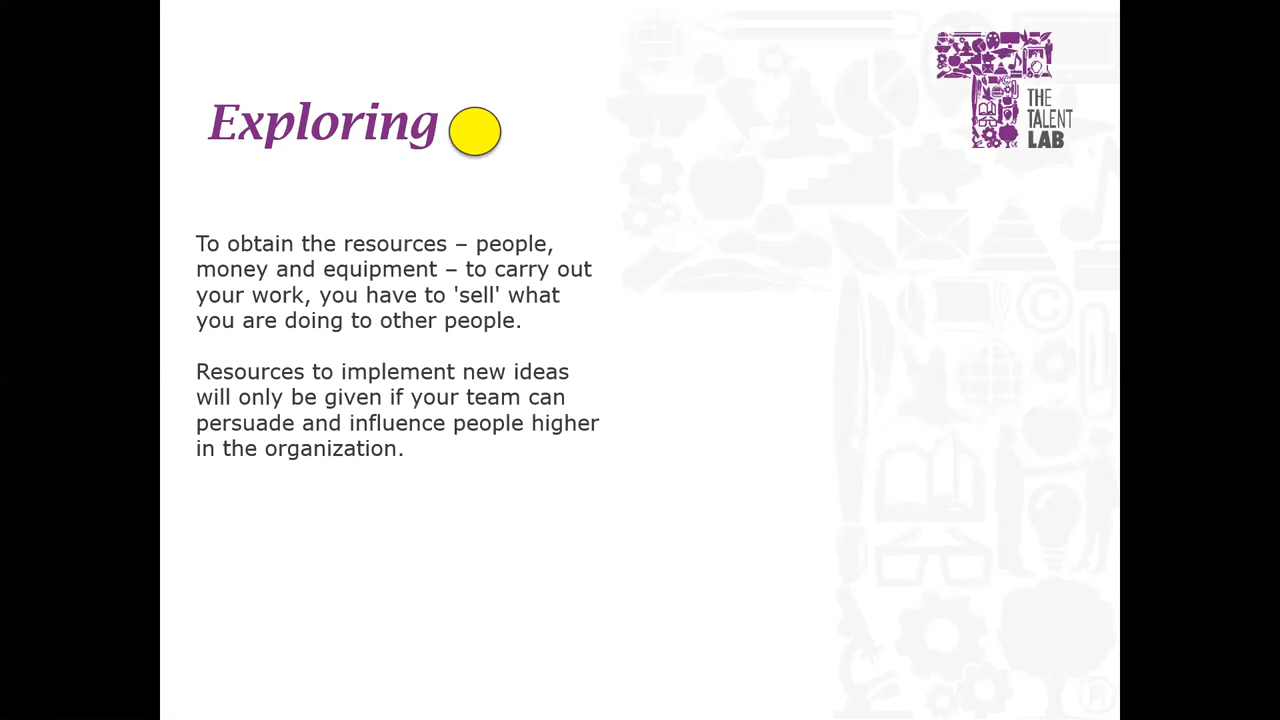 Exploring
THE
TALENT
LAB
To obtain the resources – people,
money and equipment – to carry out
your work, you have to 'sell' what
you are doing to other people.
Resources to implement new ideas
will only be given if your team can
persuade and influence people higher
in the organization.